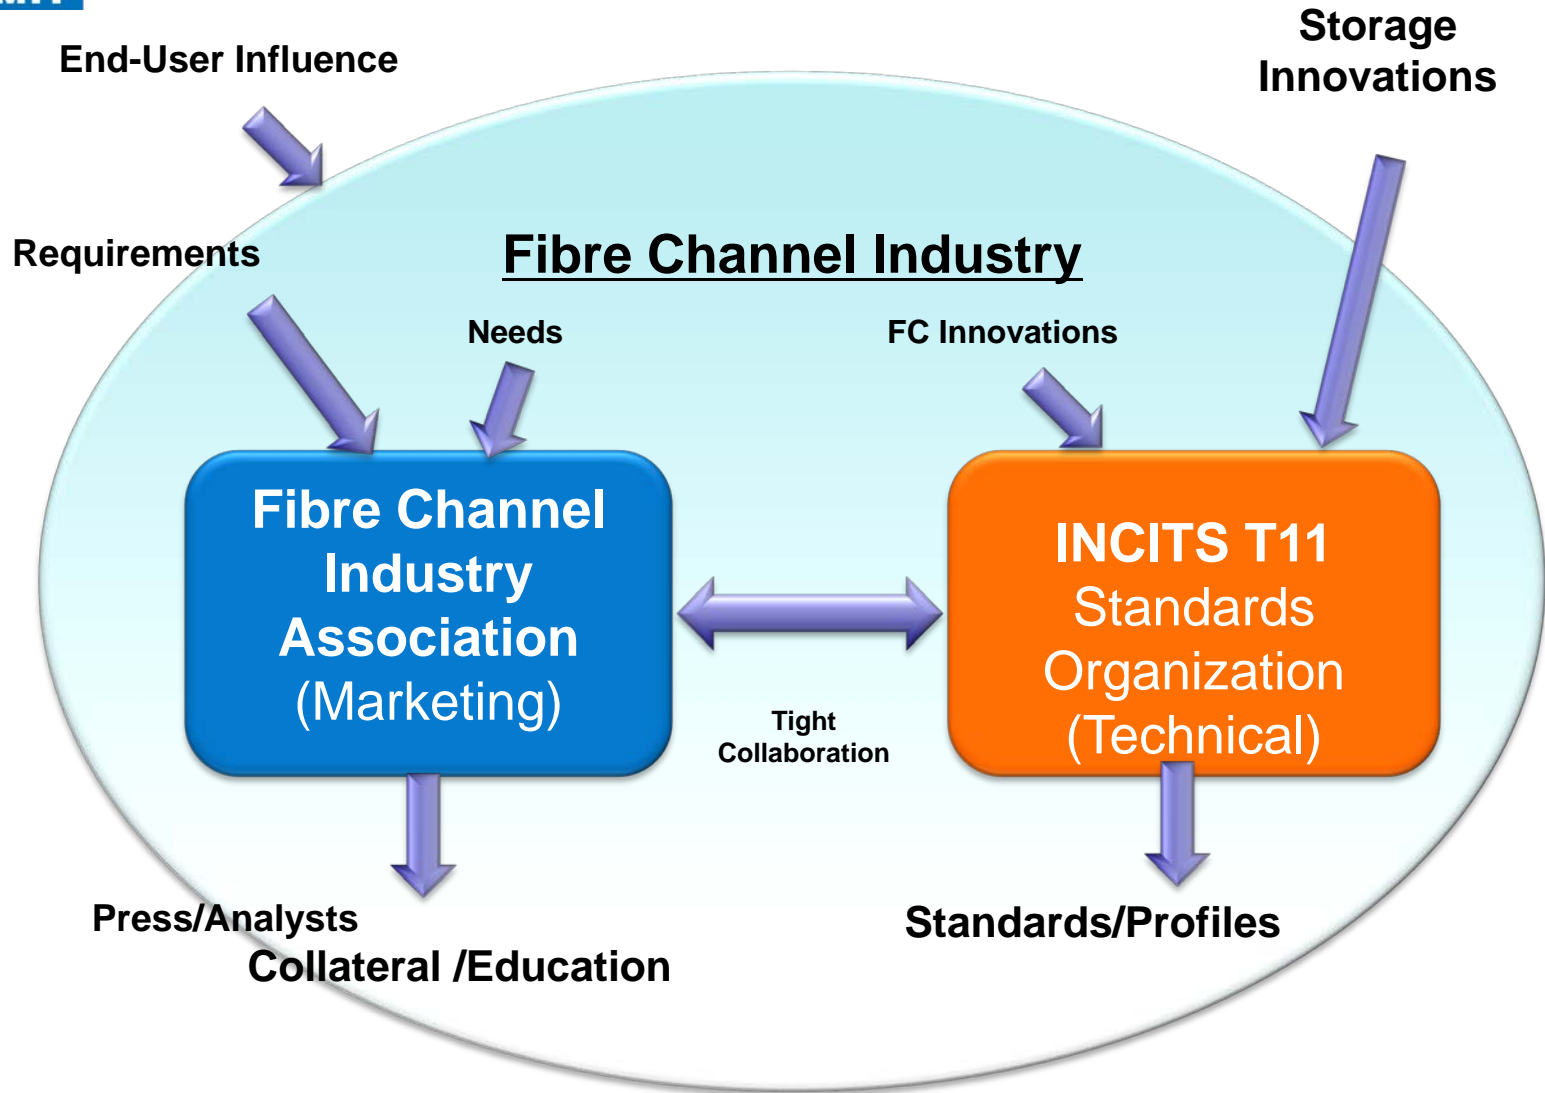 End-User Influence
Storage
Innovations
Requirements
Fibre Channel Industry
Needs
FC Innovations
Fibre Channel
Industry
Association
(Marketing)
INCITS T11
Standards
Organization
(Technical)
Tight
Collaboration
Press/Analysts
Collateral /Education
Standards/Profiles